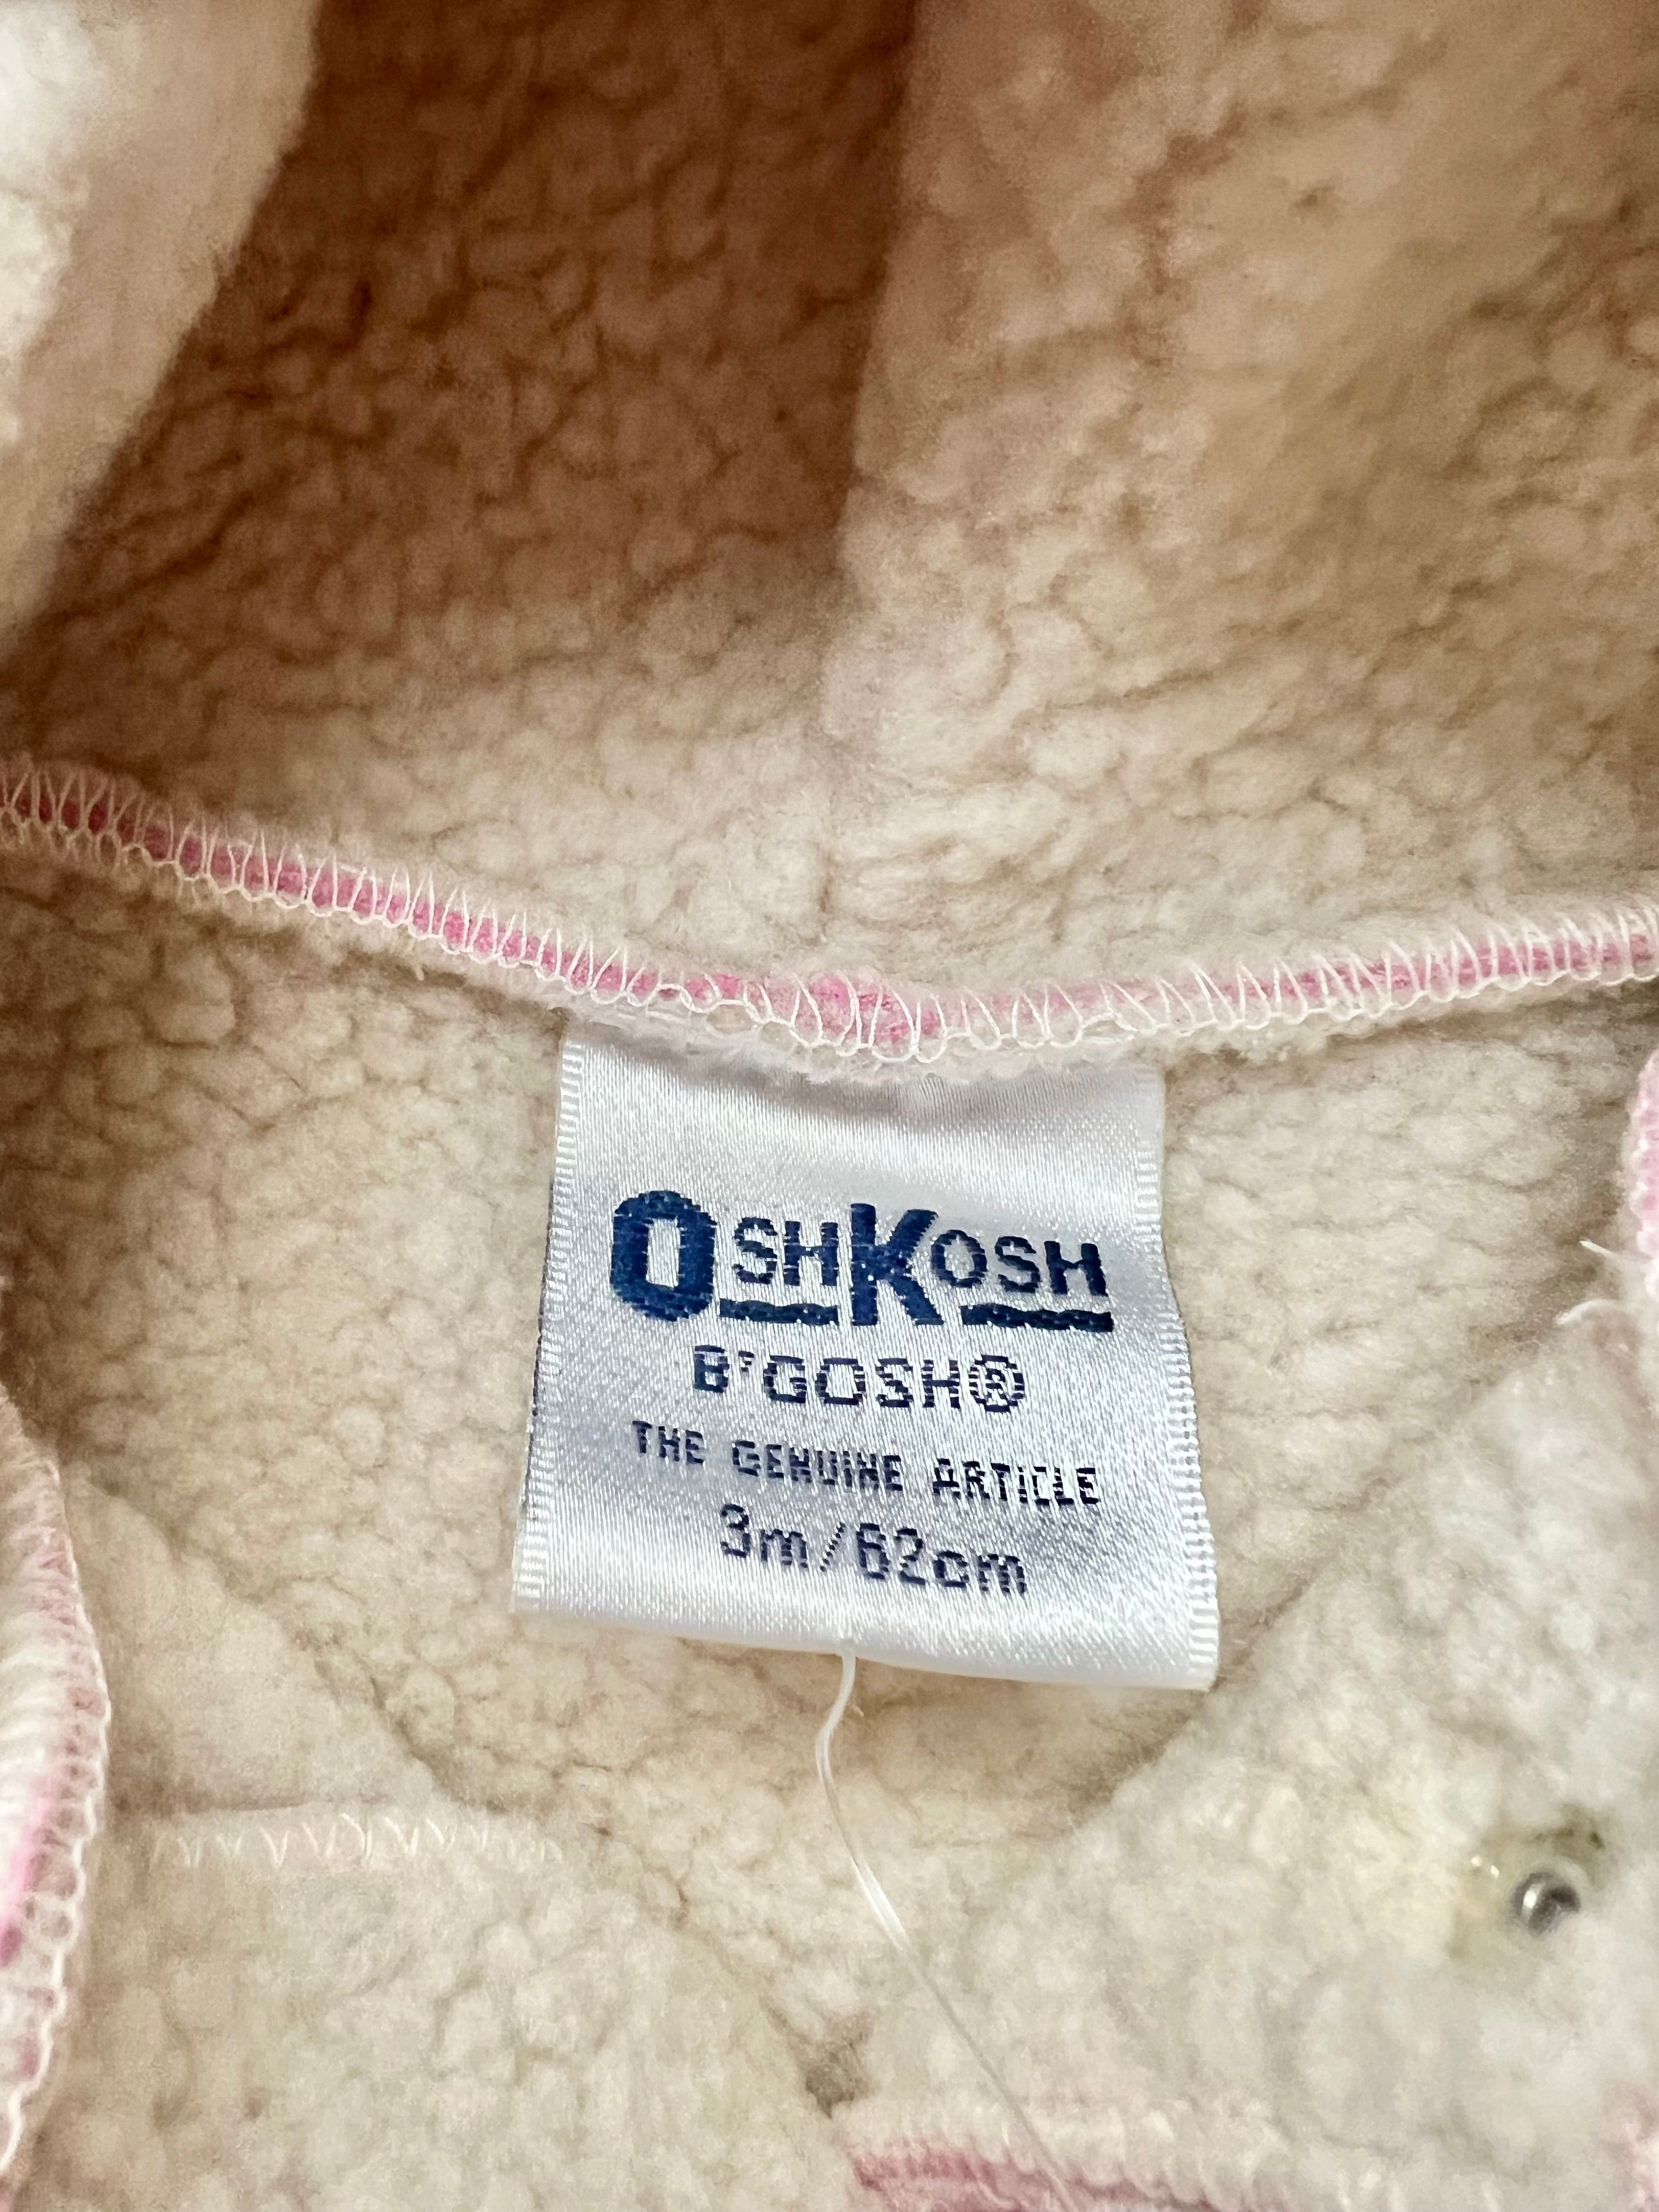 OSHKOSH
B'GOSH®
THE GENUINE ARTICLE
3m/62cm